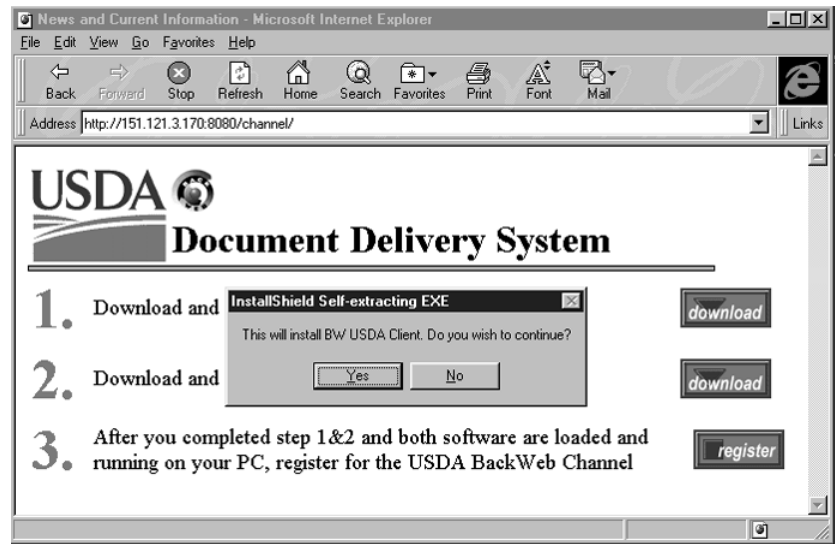 News and Current Information - Microsoft Internet Explorer
File Edit View Go Favorites Help
Back Forward Stop Refresh Home Search Favorites Print Font Mail
Address http://151.121.3.170:8080/channel/ Links
USDA
Document Delivery System
1. Download and
download
InstallShield Self-extracting EXE
This will install BW USDA Client. Do you wish to continue?
Yes No
2. Download and
download
3. After you completed step 1&2 and both software are loaded and
running on your PC, register for the USDA BackWeb Channel
register